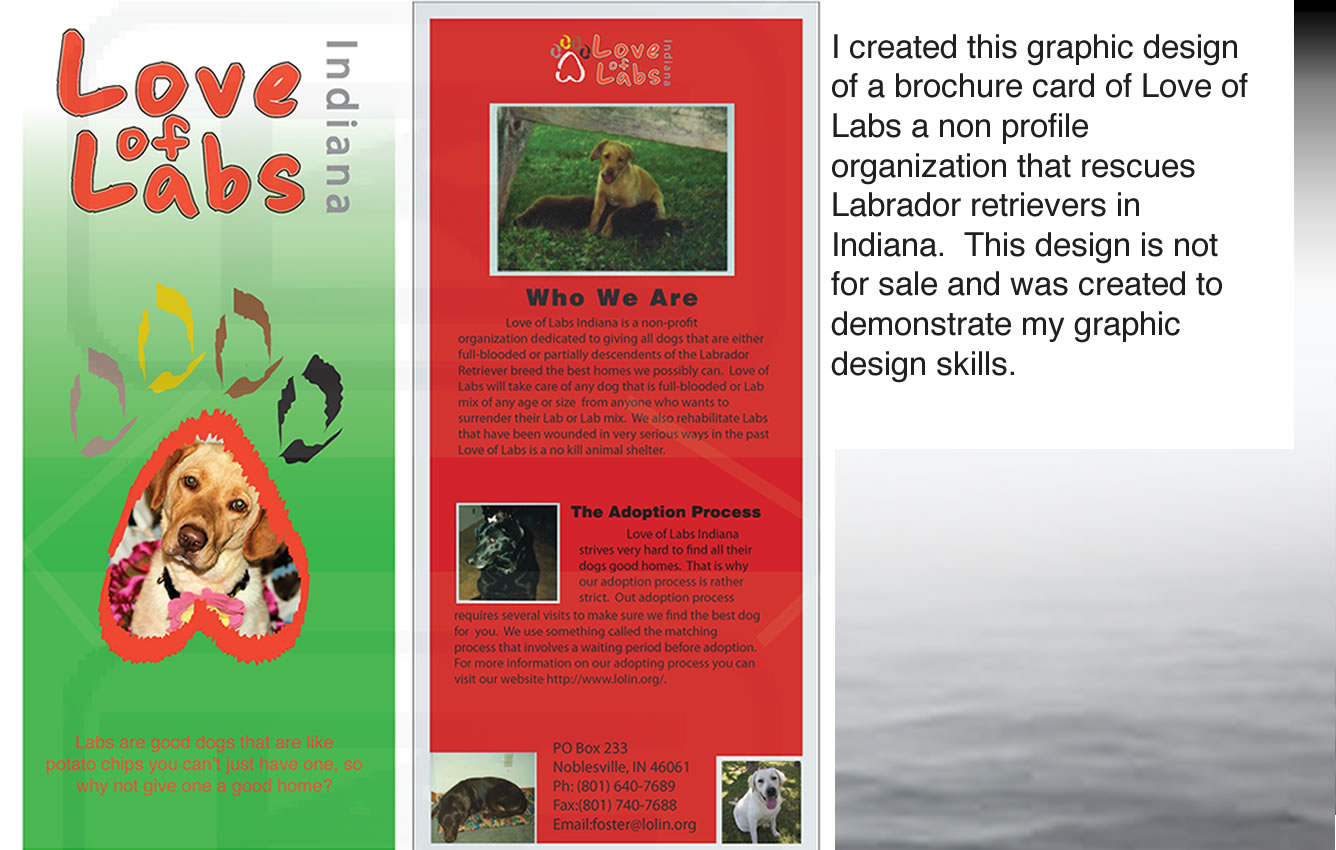 Love
of
Labs
Indiana
Labs are good dogs that are like
potato chips you can't just have one, so
why not give one a good home?
Love
of
Labs
Indiana
Who We Are
Love of Labs Indiana is a non-profit
organization dedicated to giving all dogs that are either
full-blooded or partially descendents of the Labrador
Retriever breed the best homes we possibly can. Love of
Labs will take care of any dog that is full-blooded or Lab
mix of any age or size from anyone who wants to
surrender their Lab or Lab mix. We also rehabilitate Labs
that have been wounded in very serious ways in the past
Love of Labs is a no kill animal shelter.
The Adoption Process
Love of Labs Indiana
strives very hard to find all their
dogs good homes. That is why
our adoption process is rather
strict. Out adoption process
requires several visits to make sure we find the best dog
for you. We use something called the matching
process that involves a waiting period before adoption.
For more information on our adopting process you can
visit our website http://www.lolin.org/.
PO Box 233
Noblesville, IN 46061
Ph: (801) 640-7689
Fax:(801) 740-7688
Email:foster@lolin.org
I created this graphic design
of a brochure card of Love of
Labs a non profile
organization that rescues
Labrador retrievers in
Indiana.  This design is not
for sale and was created to
demonstrate my graphic
design skills.